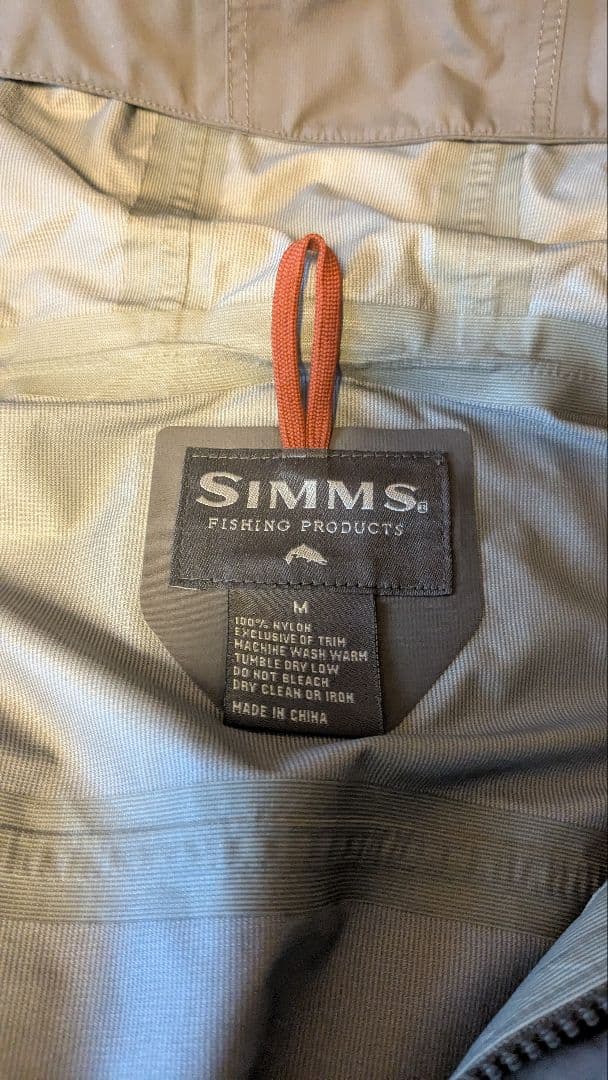 SIMMS®
FISHING PRODUCTS
M
100% NYLON
EXCLUSIVE OF TRIM
MACHINE WASH WARM
TUMBLE DRY LOW
DO NOT BLEACH
DRY CLEAN OR IRON
MADE IN CHINA